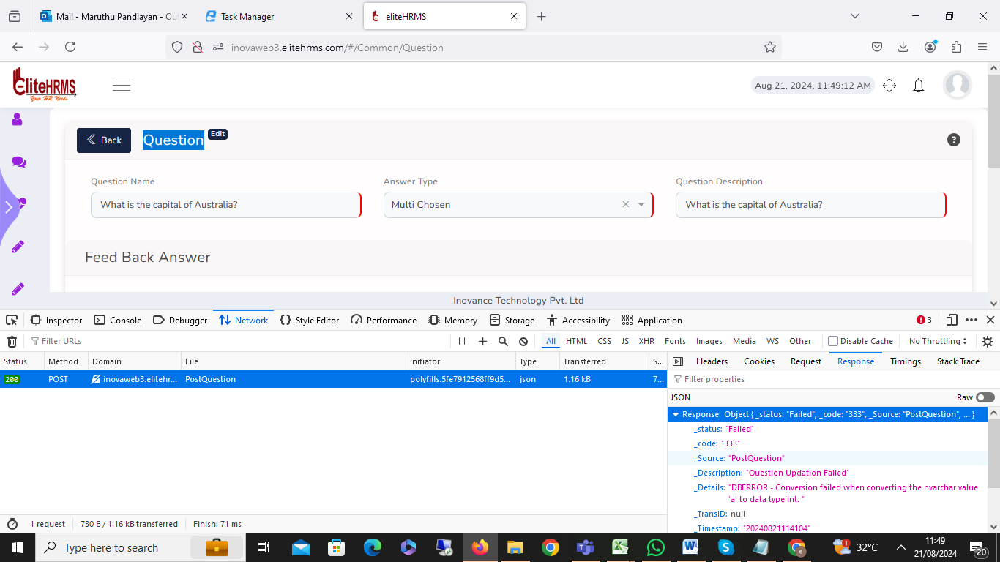 Mail - Maruthu Pandiayan - Ou
Task Manager
eliteHRMS
inovaweb3.elitehrms.com/#/Common/Question
EliteHRMS
Your HR Needs
Aug 21, 2024, 11:49:12 AM
Back
Question
Edit
Question Name
Answer Type
Question Description
What is the capital of Australia?
Multi Chosen
What is the capital of Australia?
Feed Back Answer
Inovance Technology Pvt. Ltd
Inspector
Console
Debugger
Network
Style Editor
Performance
Memory
Storage
Accessibility
Application
3
Filter URLs
All
HTML
CSS
JS
XHR
Fonts
Images
Media
WS
Other
Disable Cache
No Throttling
Status
Method
Domain
File
Initiator
Type
Transferred
S...
Headers
Cookies
Request
Response
Timings
Stack Trace
200
POST
inovaweb3.elitehr...
PostQuestion
polyfills.5fe7912568ff9d5...
json
1.16 kB
7...
Filter properties
JSON
Raw
Response: Object { _status: "Failed", _code: "333", _Source: "PostQuestion", ... }
_status: "Failed"
_code: "333"
_Source: "PostQuestion"
_Description: "Question Updation Failed"
_Details: "DBERROR - Conversion failed when converting the nvarchar value
'a' to data type int. "
_TransID: null
_Timestamp: "20240821114104"
1 request
730 B / 1.16 kB transferred
Finish: 71 ms
Type here to search
1
32°C
11:49
21/08/2024
20